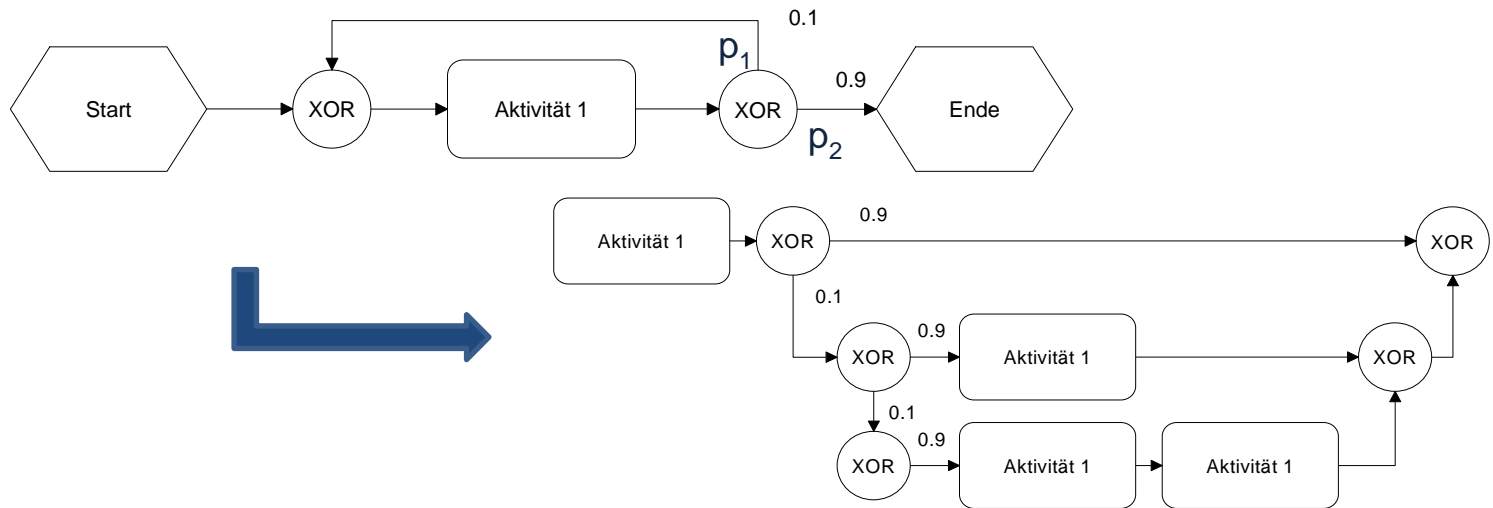 0.1
p1
Start
XOR
Aktivität 1
XOR
0.9
Ende
p2
0.9
Aktivität 1
XOR
XOR
0.1
XOR
0.9
Aktivität 1
XOR
0.1
XOR
0.9
Aktivität 1
Aktivität 1